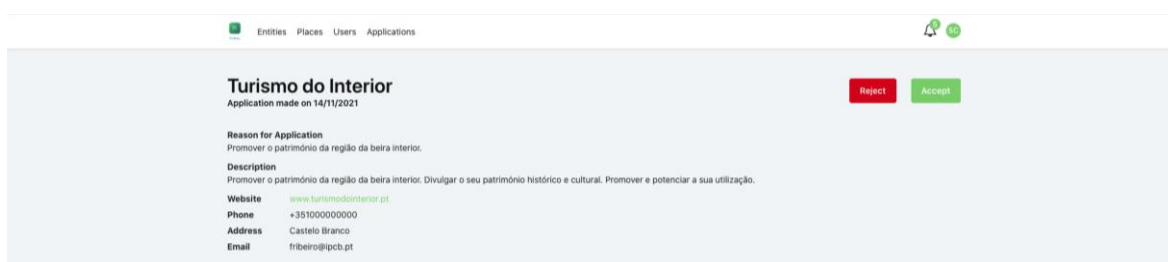 Entities Places Users Applications
5
SC
Turismo do Interior
Reject Accept
Application made on 14/11/2021
Reason for Application
Promover o património da região da beira interior.
Description
Promover o património da região da beira interior. Divulgar o seu património histórico e cultural. Promover e potenciar a sua utilização.
Website www.turismodointerior.pt
Phone +351000000000
Address Castelo Branco
Email fribeiro@ipcb.pt